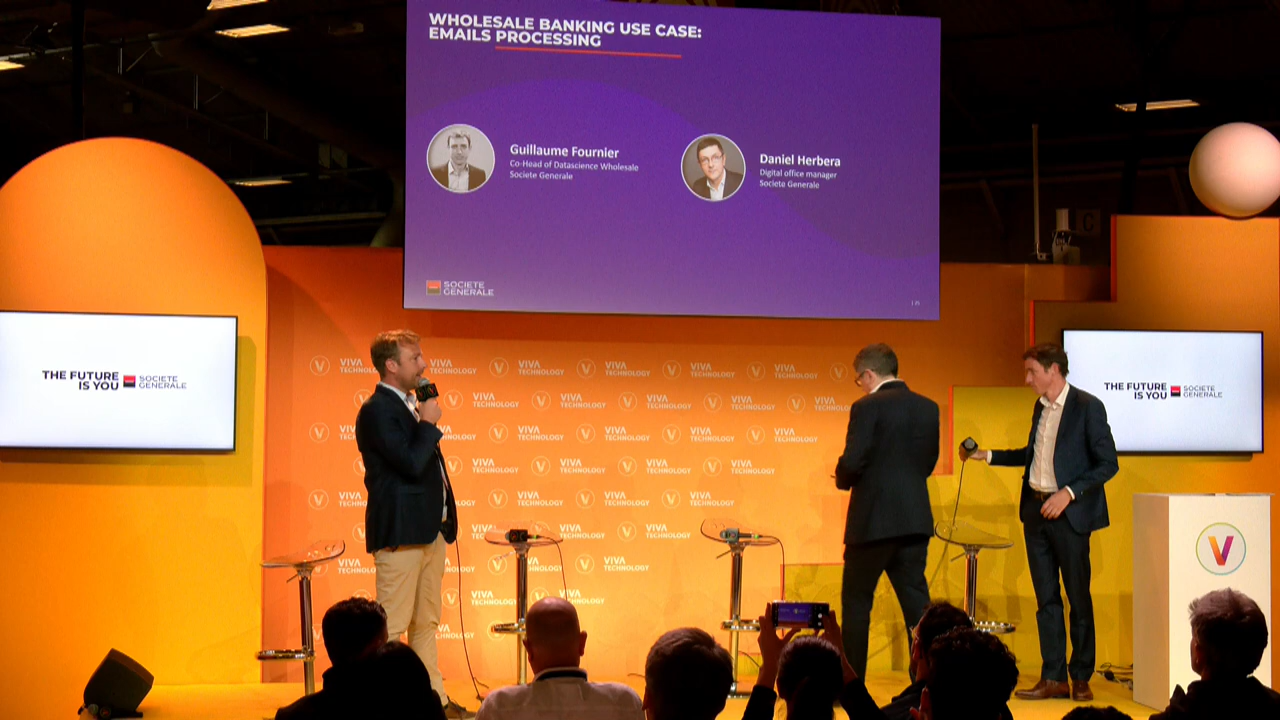 WHOLESALE BANKING USE CASE:
EMAILS PROCESSING
Guillaume Fournier
Co-Head of Datascience Wholesale
Societe Generale
Daniel Herbera
Digital office manager
Societe Generale
SOCIETE
GENERALE
THE FUTURE
IS YOU
SOCIETE
GENERALE
THE FUTURE
IS YOU
SOCIETE
GENERALE
VIVA
TECHNOLOGY
V